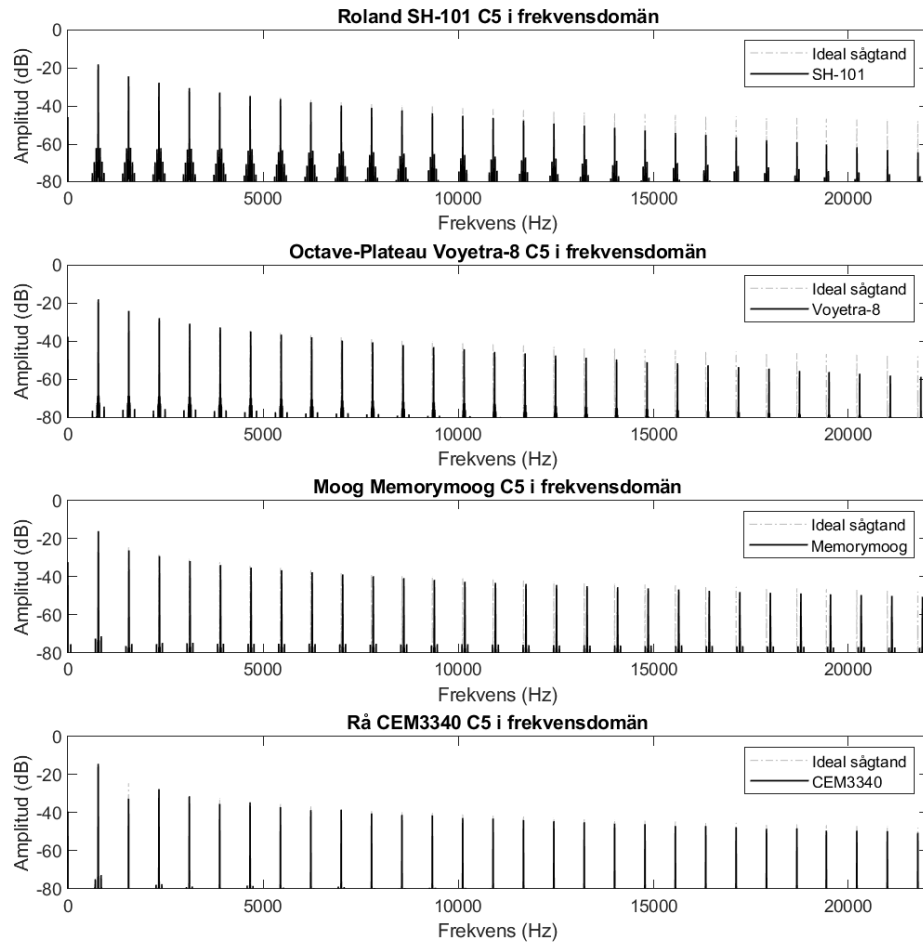 Roland SH-101 C5 i frekvensdomän
0
-20
-40
-60
-80
Amplitud (dB)
Ideal sågtand
SH-101
0 5000 10000 15000 20000
Frekvens (Hz)
Octave-Plateau Voyetra-8 C5 i frekvensdomän
0
-20
-40
-60
-80
Amplitud (dB)
Ideal sågtand
Voyetra-8
0 5000 10000 15000 20000
Frekvens (Hz)
Moog Memorymoog C5 i frekvensdomän
0
-20
-40
-60
-80
Amplitud (dB)
Ideal sågtand
Memorymoog
0 5000 10000 15000 20000
Frekvens (Hz)
Rå CEM3340 C5 i frekvensdomän
0
-20
-40
-60
-80
Amplitud (dB)
Ideal sågtand
CEM3340
0 5000 10000 15000 20000
Frekvens (Hz)